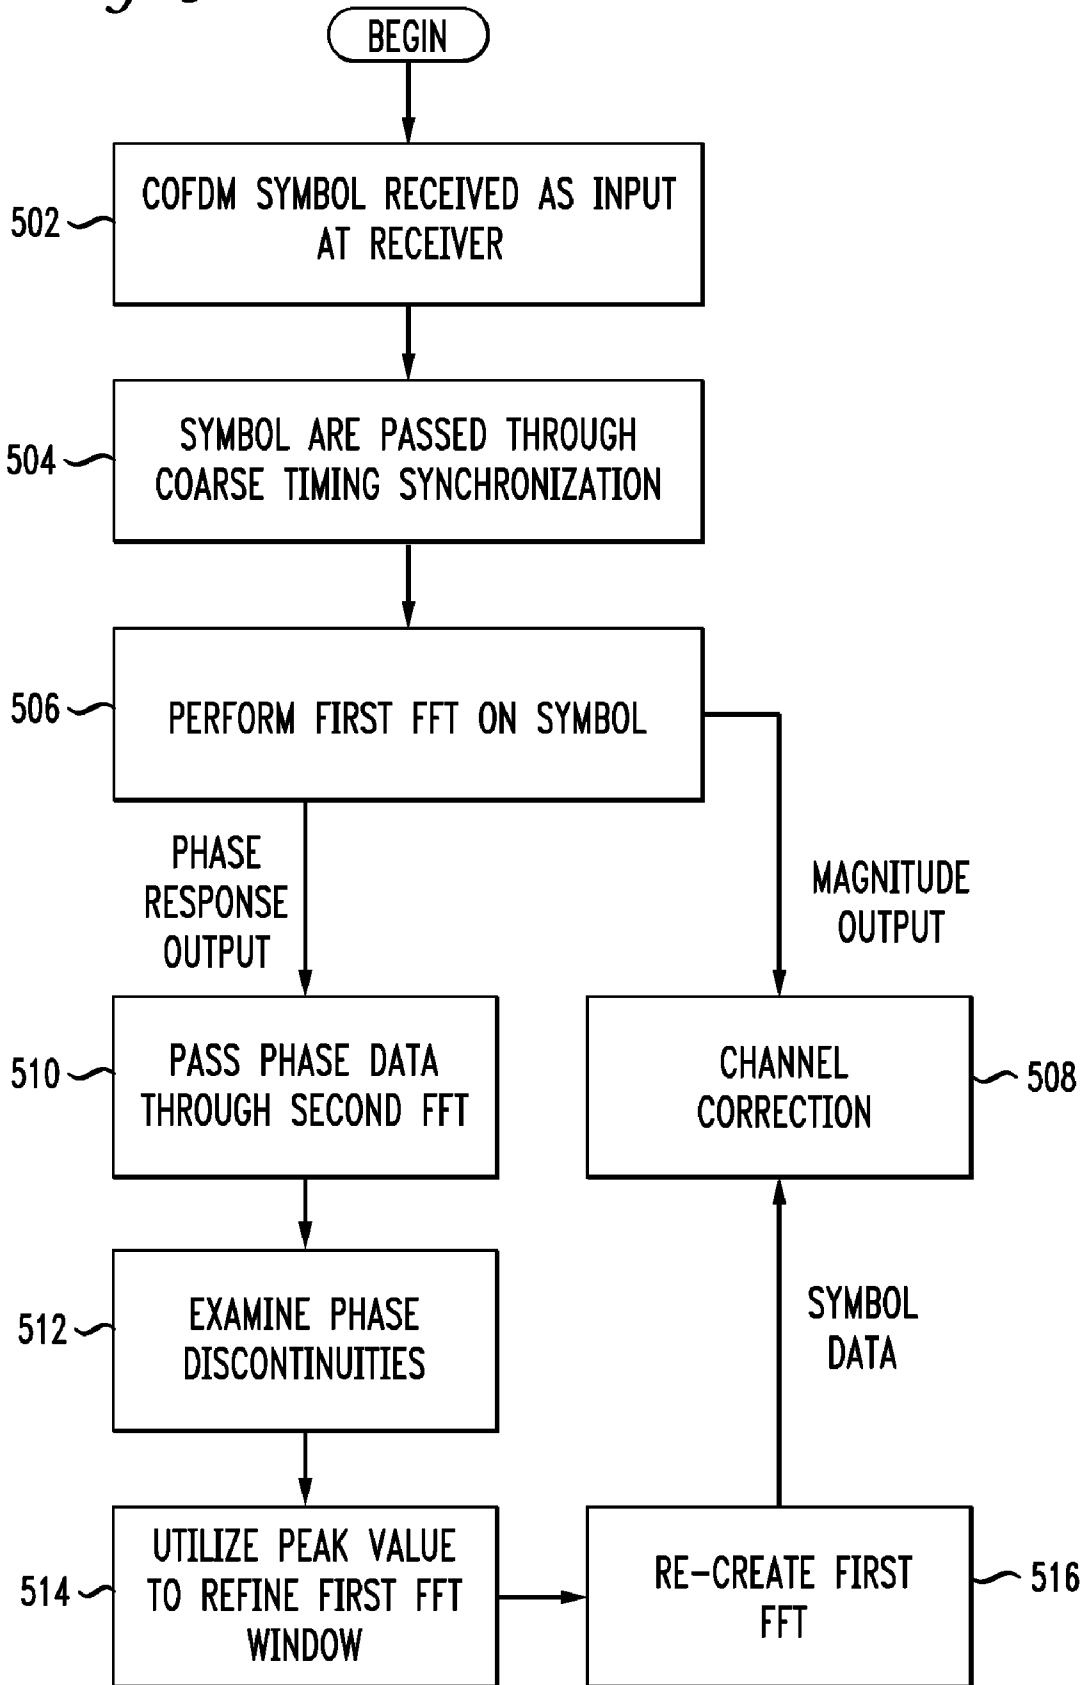 BEGIN
502
COFDM SYMBOL RECEIVED AS INPUT
AT RECEIVER
504
SYMBOL ARE PASSED THROUGH
COARSE TIMING SYNCHRONIZATION
506
PERFORM FIRST FFT ON SYMBOL
PHASE
RESPONSE
OUTPUT
MAGNITUDE
OUTPUT
510
PASS PHASE DATA
THROUGH SECOND FFT
CHANNEL
CORRECTION
508
512
EXAMINE PHASE
DISCONTINUITIES
SYMBOL
DATA
514
UTILIZE PEAK VALUE
TO REFINE FIRST FFT
WINDOW
RE-CREATE FIRST
FFT
516